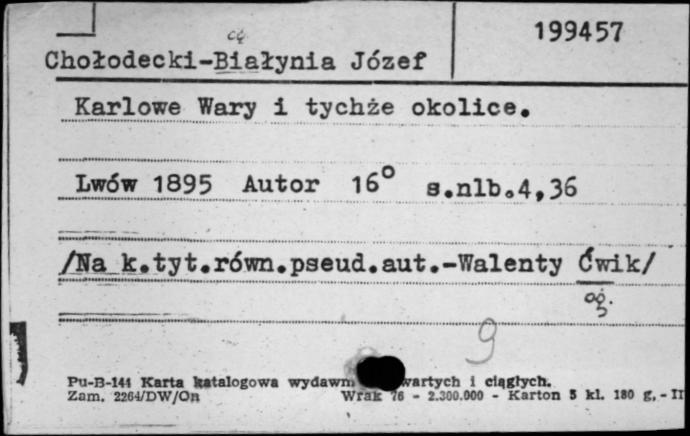 199457
cą
Chołodecki-Białynia Józef
Karlowe Wary i tychże okolice.
Lwów 1895 Autor 16° s.nlb.4,36
/Na k.tyt.równ.pseud.aut.-Walenty Ćwik/
og.
9
Pu-B-144 Karta katalogowa wydawn wartych i ciągłych.
Zam. 2264/DW/On Wrak 76 - 2.300.000 - Karton 5 kl. 180 g, - II